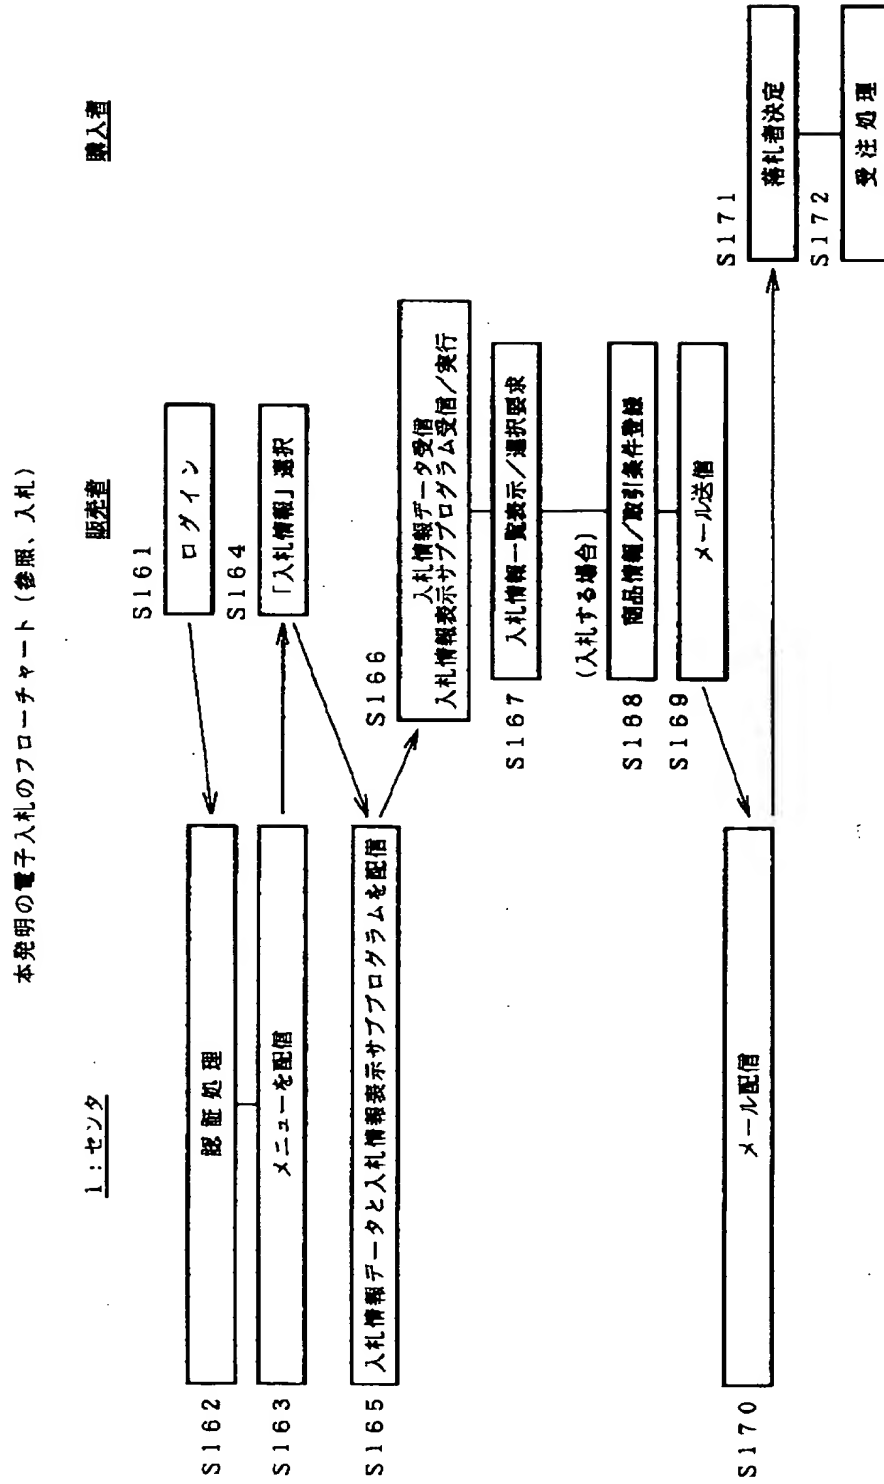 本発明の電子入札のフローチャート（参照、入札）
1：センタ
販売者
購入者
S161
ログイン
S162
認証処理
S163
メニューを配信
S164
「入札情報」選択
S165
入札情報データと入札情報表示サブプログラムを配信
S166
入札情報データ受信
入札情報表示サブプログラム受信／実行
S167
入札情報一覧表示／選択要求
（入札する場合）
S168
商品情報／取引条件登録
S169
メール送信
S170
メール配信
S171
落札者決定
S172
受注処理